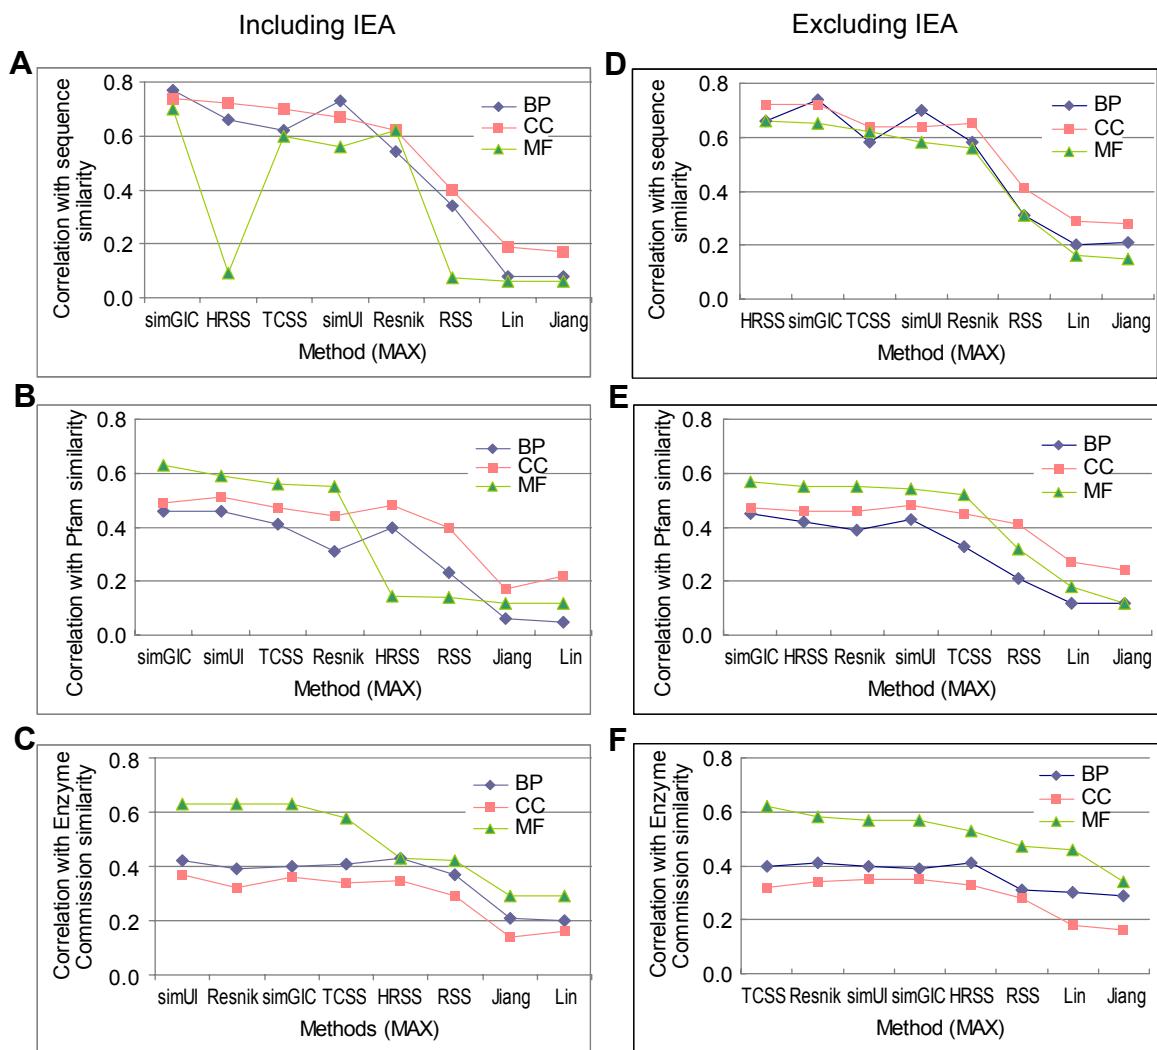 Including IEA
Excluding IEA
A
Correlation with sequence
similarity
0.8
0.6
0.4
0.2
0.0
BP
CC
MF
simGIC HRSS TCSS simUI Resnik RSS Lin Jiang
Method (MAX)
D
Correlation with sequence
similarity
0.8
0.6
0.4
0.2
0.0
BP
CC
MF
HRSS simGIC TCSS simUI Resnik RSS Lin Jiang
Method (MAX)
B
Correlation with Pfam similarity
0.8
0.6
0.4
0.2
0.0
BP
CC
MF
simGIC simUI TCSS Resnik HRSS RSS Jiang Lin
Method (MAX)
E
Correlation with Pfam similarity
0.8
0.6
0.4
0.2
0.0
BP
CC
MF
simGIC HRSS Resnik simUI TCSS RSS Lin Jiang
Method (MAX)
C
Correlation with Enzyme
Commission similarity
0.8
0.6
0.4
0.2
0.0
BP
CC
MF
simUI Resnik simGIC TCSS HRSS RSS Jiang Lin
Methods (MAX)
F
Correlation with Enzyme
Commission similarity
0.8
0.6
0.4
0.2
0.0
BP
CC
MF
TCSS Resnik simUI simGIC HRSS RSS Lin Jiang
Method (MAX)